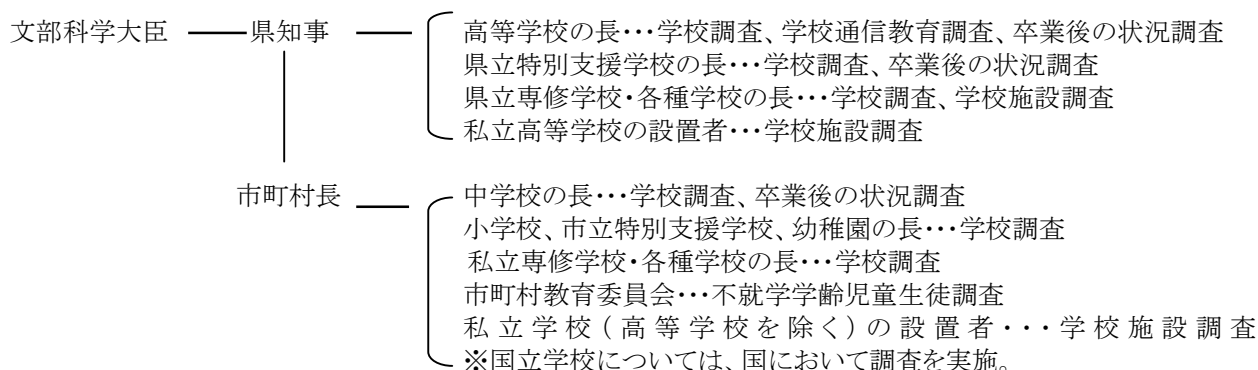 文部科学大臣 県知事 高等学校の長･･･学校調査、学校通信教育調査、卒業後の状況調査
県立特別支援学校の長･･･学校調査、卒業後の状況調査
県立専修学校･各種学校の長･･･学校調査、学校施設調査
私立高等学校の設置者･･･学校施設調査
市町村長 中学校の長･･･学校調査、卒業後の状況調査
小学校、市立特別支援学校、幼稚園の長･･･学校調査
私立専修学校･各種学校の長･･･学校調査
市町村教育委員会･･･不就学学齢児童生徒調査
私立学校(高等学校を除く)の設置者･･･学校施設調査
※国立学校については、国において調査を実施。